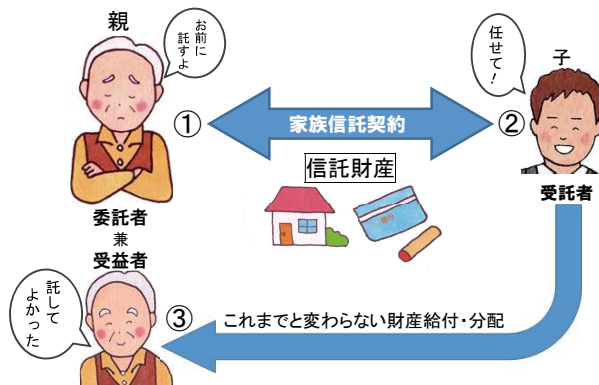 親
お前に
託すよ
任せて!
子
①
家族信託契約
②
信託財産
銀行
委託者
兼
受益者
受託者
託して
よかった
③
これまでと変わらない財産給付・分配